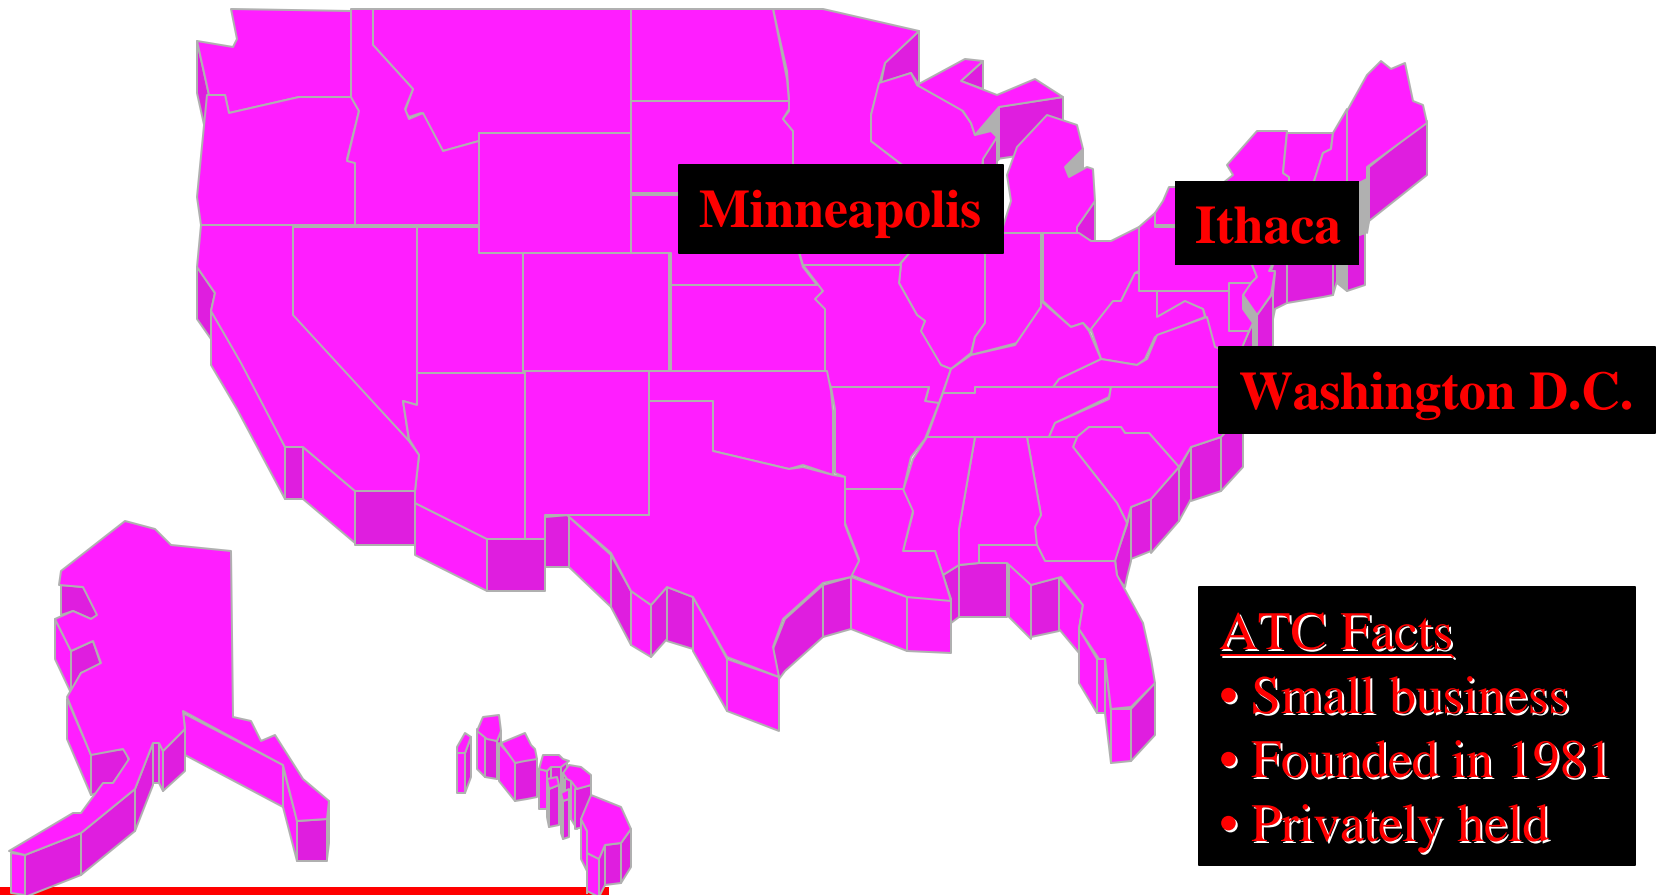 Minneapolis
Ithaca
Washington D.C.
ATC Facts
• Small business
• Founded in 1981
• Privately held